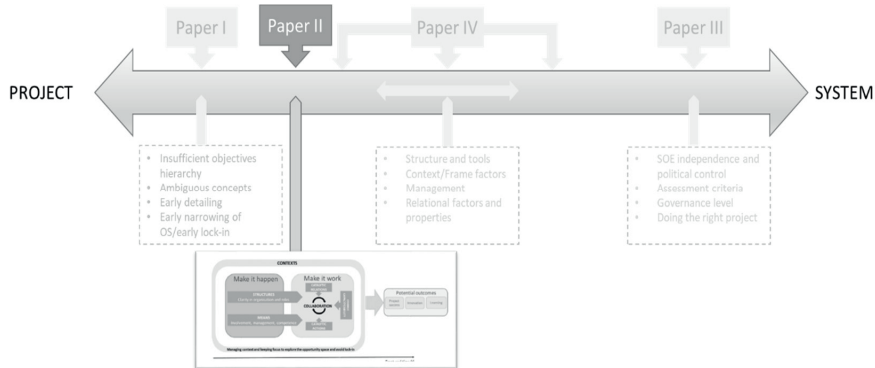 Paper I
Paper II
Paper IV
Paper III
PROJECT
SYSTEM
• Insufficient objectives
hierarchy
• Ambiguous concepts
• Early detailing
• Early narrowing of
OS/early lock-in
• Structure and tools
• Context/Frame factors
• Management
• Relational factors and
properties
• SOE independence and
political control
• Assessment criteria
• Governance level
• Doing the right project
CONTEXTS
Make it happen
Make it work
STRUCTURES
COLLABORATION
Potential outcomes
Managing context and keeping focus to explore the opportunity space and avoid lock-in